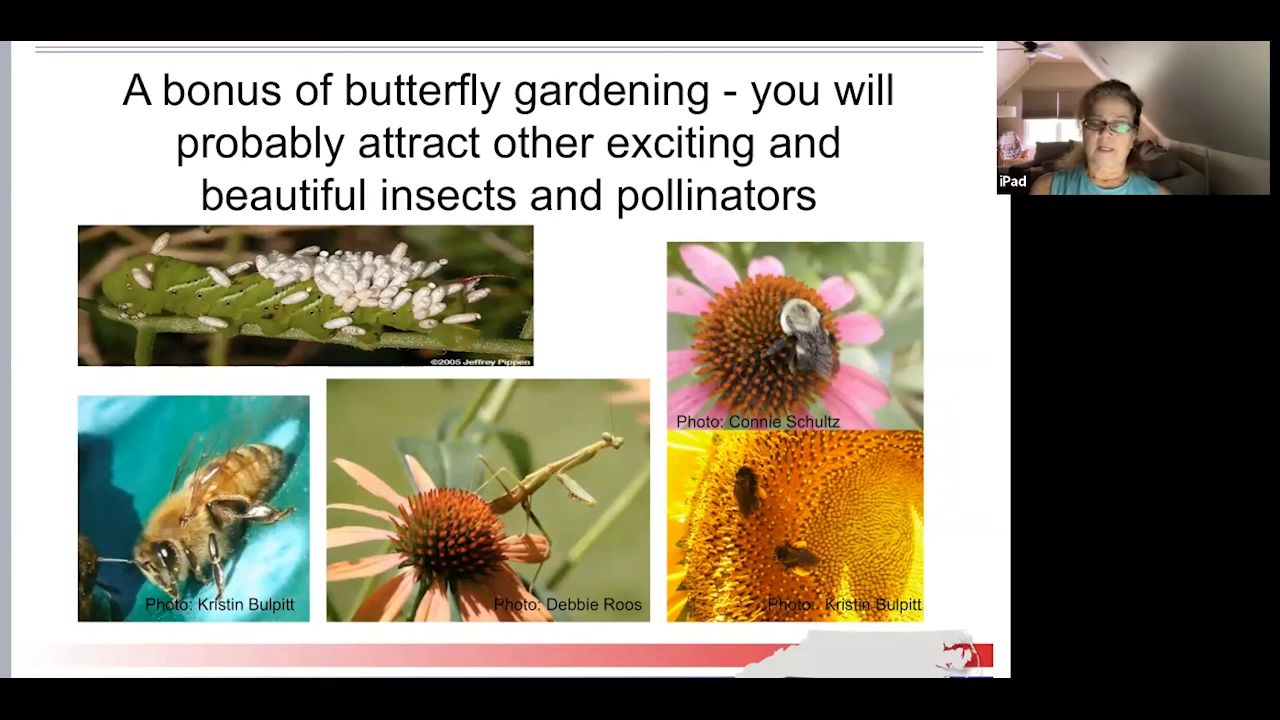 A bonus of butterfly gardening - you will
probably attract other exciting and
beautiful insects and pollinators
iPad
©2005 Jeffrey Pippen
Photo: Connie Schultz
Photo: Kristin Bulpitt
Photo: Debbie Roos
Photo: Kristin Bulpitt